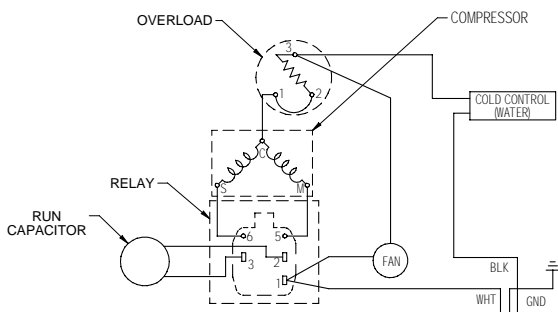 OVERLOAD
COMPRESSOR
3
1
2
COLD CONTROL
(WATER)
C
S
M
RELAY
6
5
3
2
1
RUN
CAPACITOR
FAN
BLK
WHT
GND